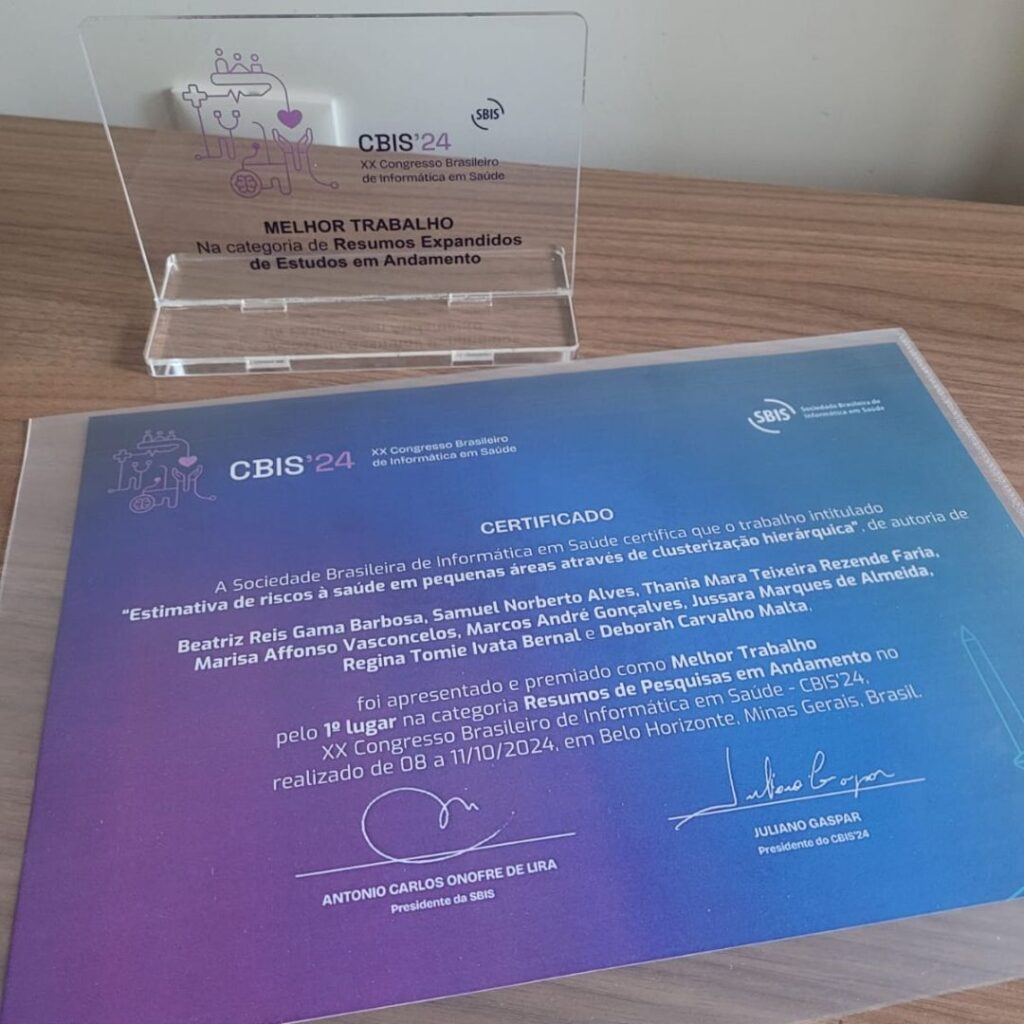 SBIS
CBIS'24
XX Congresso Brasileiro
de Informática em Saúde
MELHOR TRABALHO
Na categoria de Resumos Expandidos
de Estudos em Andamento
CBIS'24
XX Congresso Brasileiro
de Informática em Saúde
SBIS
Sociedade Brasileira de
Informática em Saúde
CERTIFICADO
A Sociedade Brasileira de Informática em Saúde certifica que o trabalho intitulado
"Estimativa de riscos à saúde em pequenas áreas através de clusterização hierárquica", de autoria de
Beatriz Reis Gama Barbosa, Samuel Norberto Alves, Thania Mara Teixeira Rezende Faria,
Marisa Affonso Vasconcelos, Marcos André Gonçalves, Jussara Marques de Almeida,
Regina Tomie Ivata Bernal e Deborah Carvalho Malta,
foi apresentado e premiado como Melhor Trabalho
pelo 1º lugar na categoria Resumos de Pesquisas em Andamento no
XX Congresso Brasileiro de Informática em Saúde - CBIS'24,
realizado de 08 a 11/10/2024, em Belo Horizonte, Minas Gerais, Brasil.
Juliano Gaspar
ANTONIO CARLOS ONOFRE DE LIRA
Presidente da SBIS
JULIANO GASPAR
Presidente do CBIS'24